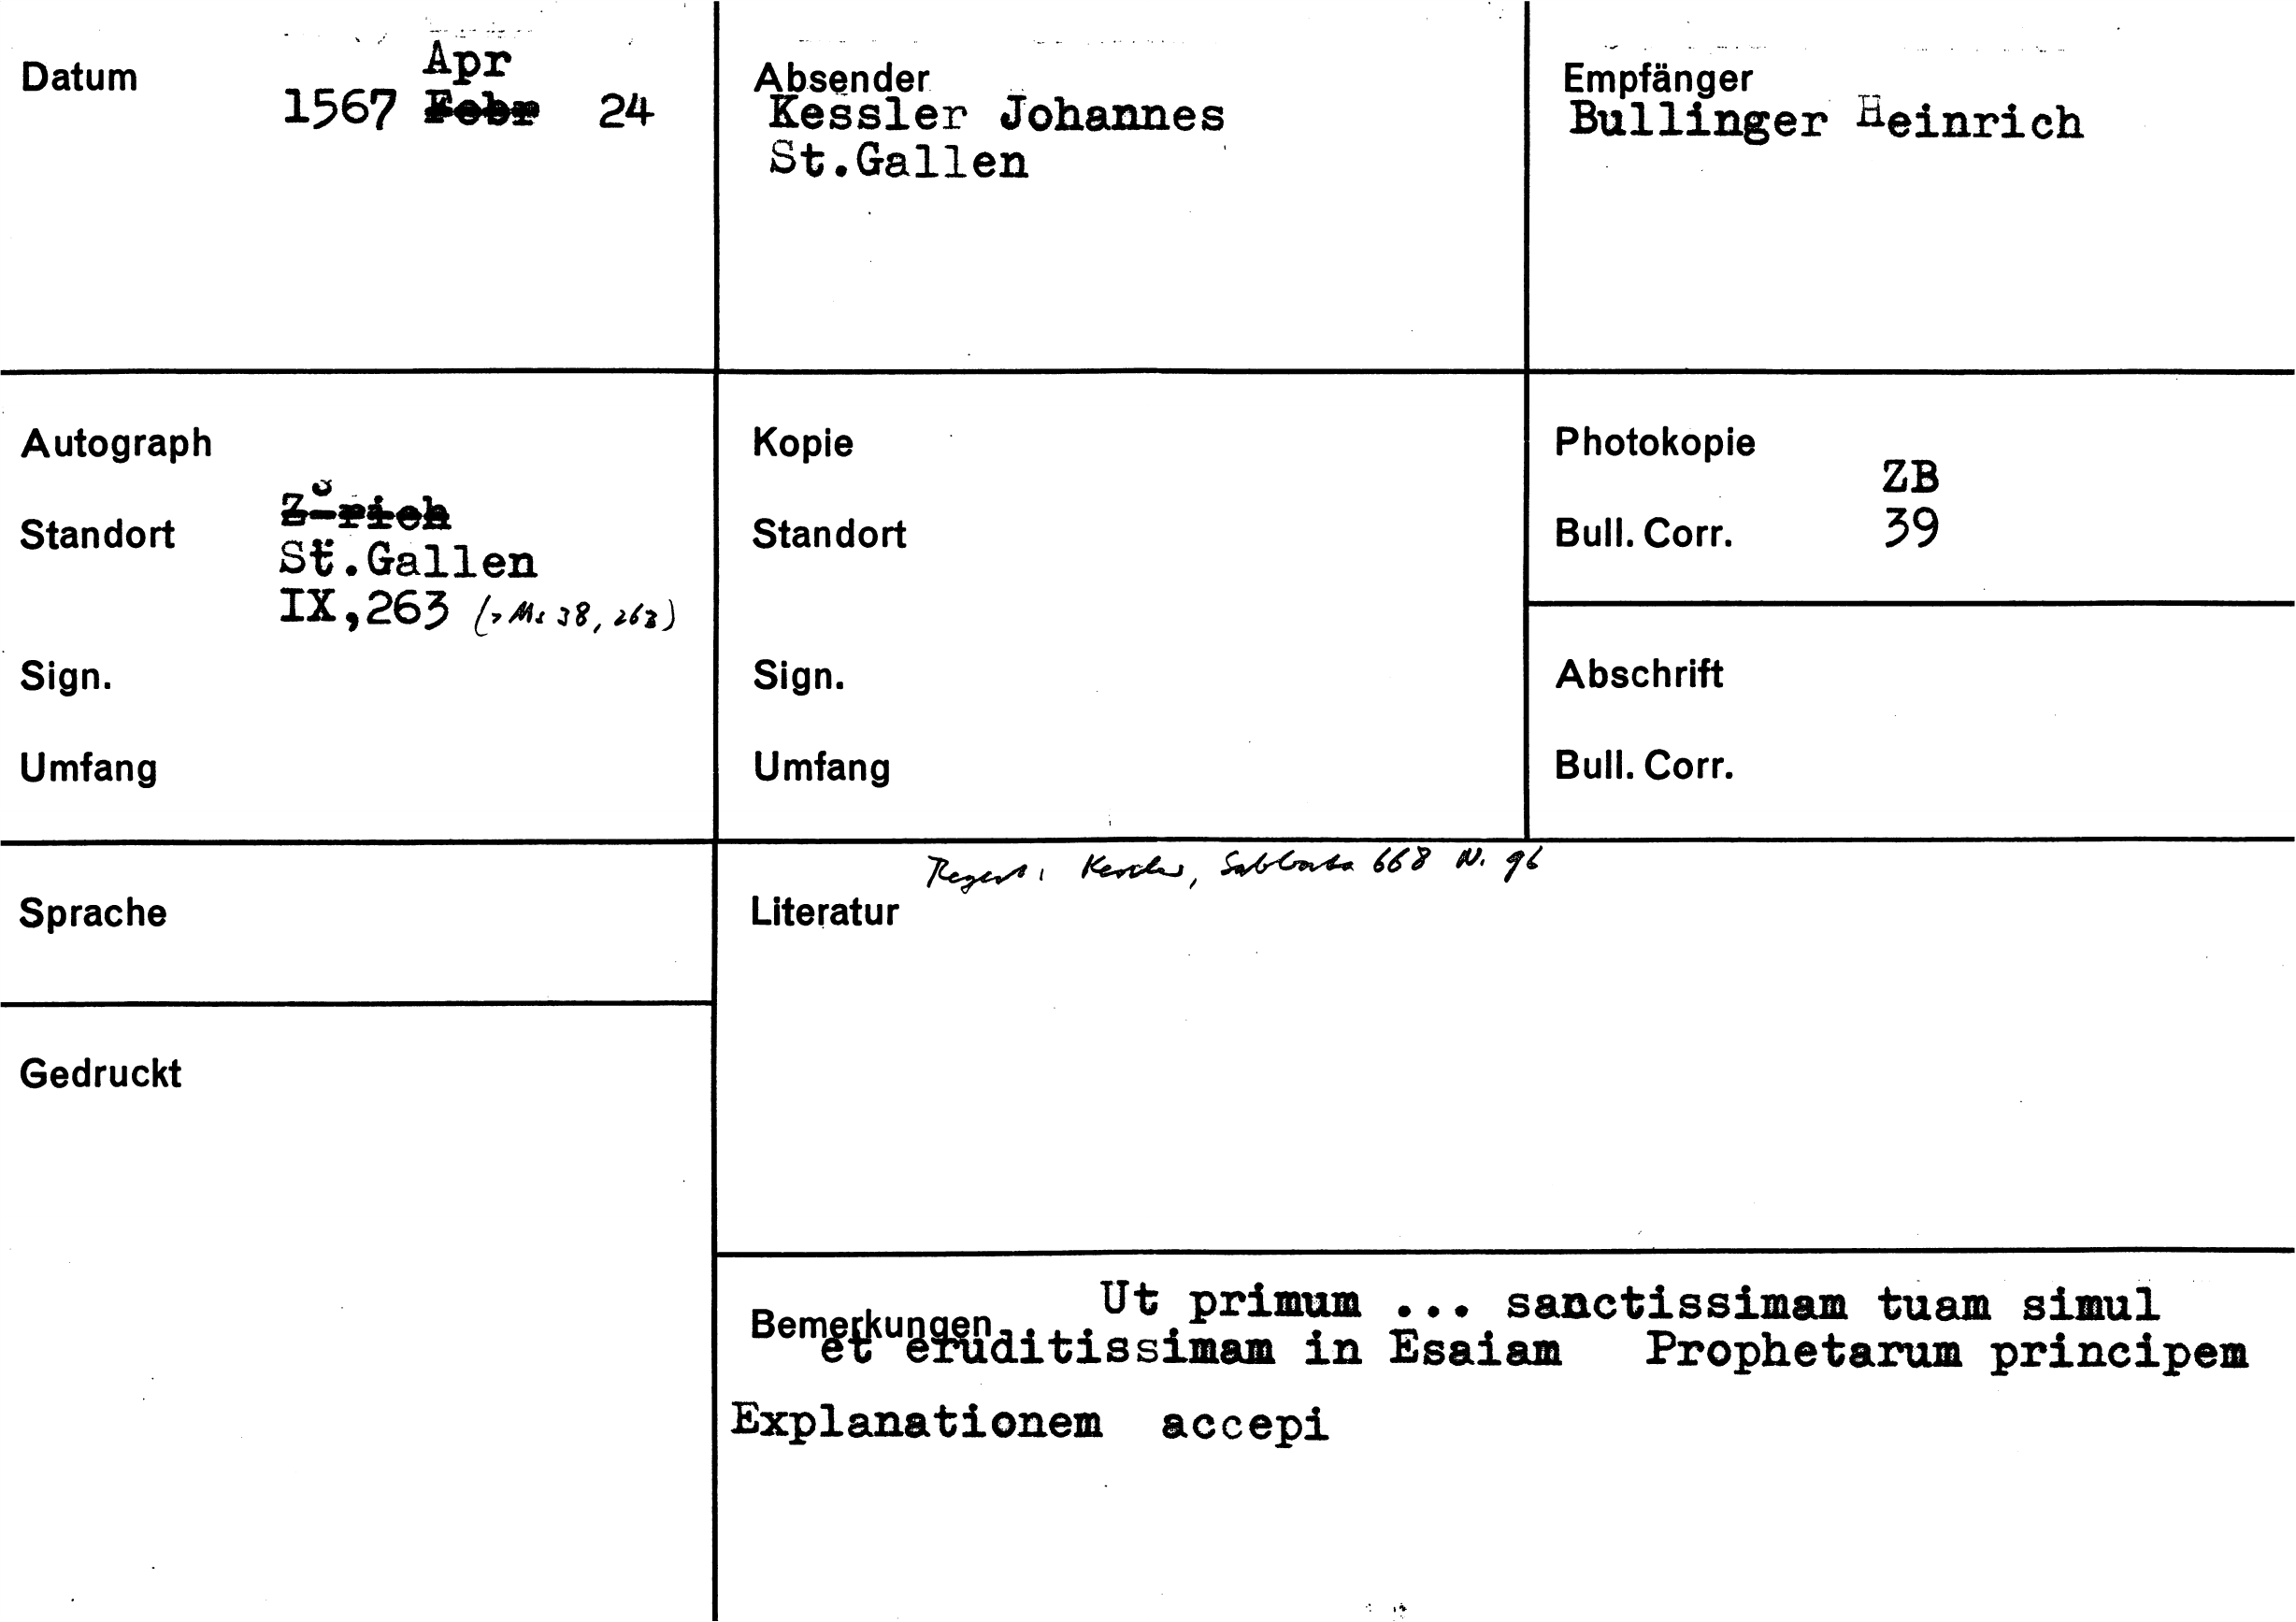 Datum
Apr
1567 Febr 24
Absender
Kessler Johannes
St.Gallen
Empfänger
Bullinger Heinrich
Autograph
Standort
Zürich
St.Gallen
IX,263 (> Ms 38, 263)
Sign.
Umfang
Kopie
Standort
Sign.
Umfang
Photokopie
ZB
Bull. Corr. 39
Abschrift
Bull. Corr.
Sprache
Gedruckt
Regest: Kessler, Sabbata 668 N. 96
Literatur
Bemerkungen
Ut primum ... sanctissimam tuam simul
et eruditissimam in Esaiam Prophetarum principem
Explanationem accepi